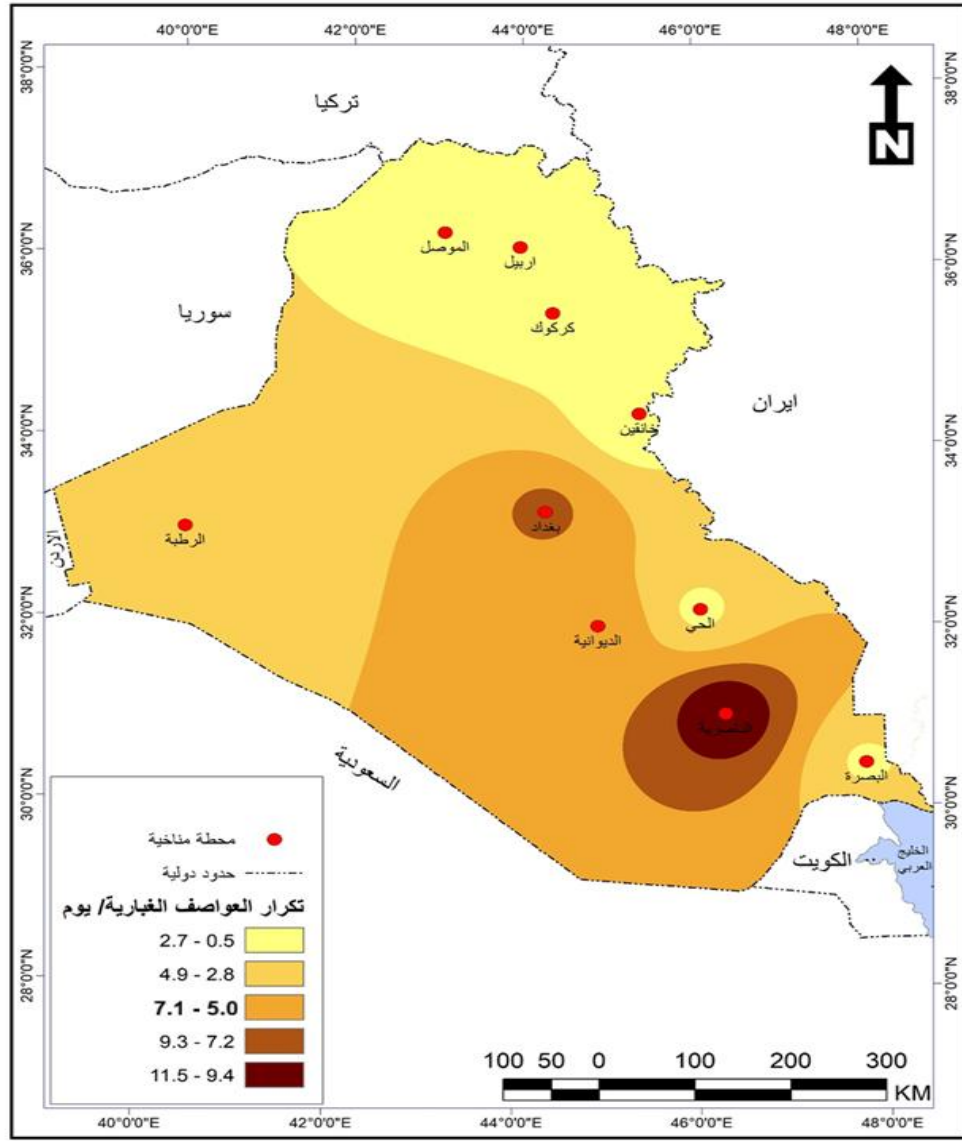 40°0'0"E 42°0'0"E 44°0'0"E 46°0'0"E 48°0'0"E
38°0'0"N 38°0'0"N
تركيا
N
الموصل
اربيل
36°0'0"N 36°0'0"N
سوريا
كركوك
ايران
خانقين
34°0'0"N 34°0'0"N
بغداد
الرطبة
الاردن
الحي
32°0'0"N 32°0'0"N
الديوانية
الناصرية
السعودية
البصرة
30°0'0"N 30°0'0"N
الكويت
الخليج
العربي
محطة مناخية
حدود دولية
تكرار العواصف الغبارية/ يوم
2.7 - 0.5
4.9 - 2.8
7.1 - 5.0
9.3 - 7.2
11.5 - 9.4
28°0'0"N 28°0'0"N
100 50 0 100 200 300
KM
40°0'0"E 42°0'0"E 44°0'0"E 46°0'0"E 48°0'0"E